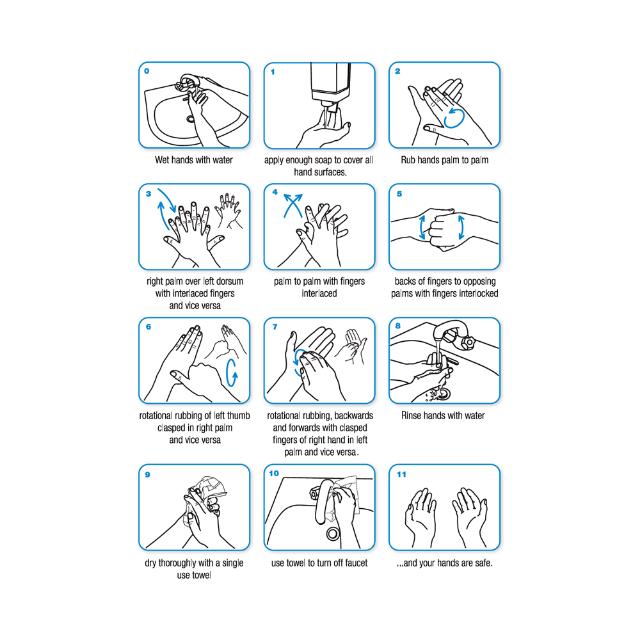 0
Wet hands with water
1
apply enough soap to cover all
hand surfaces.
2
Rub hands palm to palm
3
right palm over left dorsum
with interlaced fingers
and vice versa
4
palm to palm with fingers
interlaced
5
backs of fingers to opposing
palms with fingers interlocked
6
rotational rubbing of left thumb
clasped in right palm
and vice versa
7
rotational rubbing, backwards
and forwards with clasped
fingers of right hand in left
palm and vice versa.
8
Rinse hands with water
9
dry thoroughly with a single
use towel
10
use towel to turn off faucet
11
...and your hands are safe.